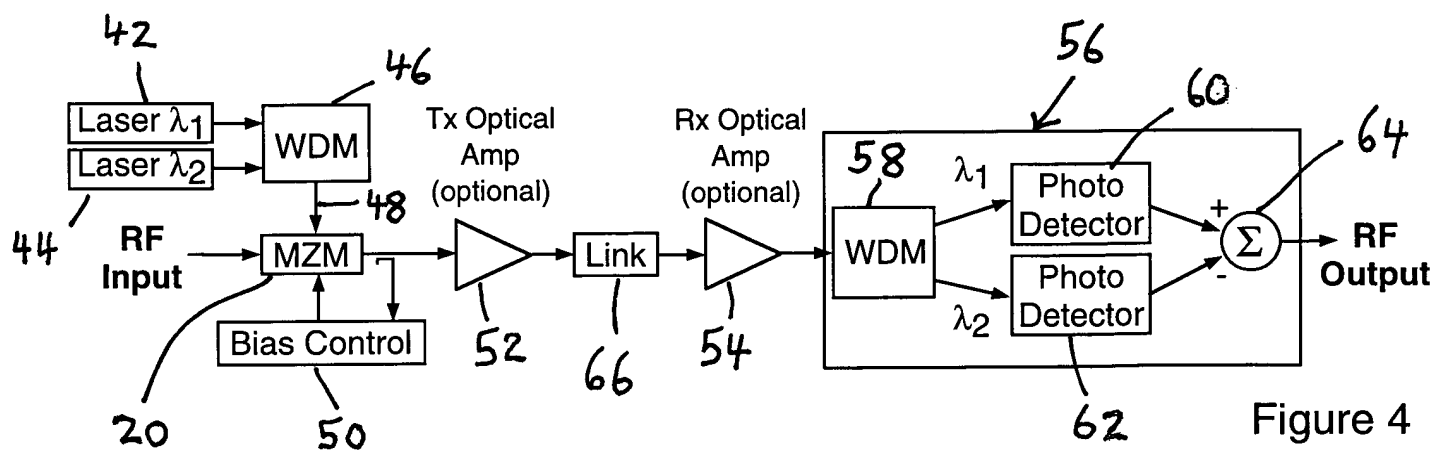 42
46
56
60
64
Laser λ1
Laser λ2
WDM
Tx Optical
Amp
(optional)
Rx Optical
Amp
(optional)
58
λ1
Photo
Detector
44
48
RF
Input
MZM
Link
WDM
+
Σ
-
RF
Output
λ2
Photo
Detector
Bias Control
52
66
54
20
50
62
Figure 4